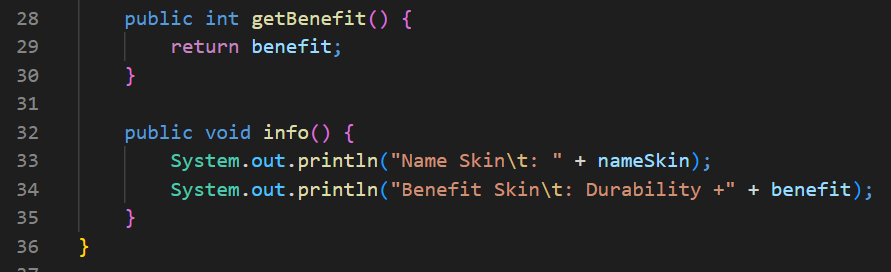 28 public int getBenefit() {
29 return benefit;
30 }
31
32 public void info() {
33 System.out.println("Name Skin\t: " + nameSkin);
34 System.out.println("Benefit Skin\t: Durability +" + benefit);
35 }
36 }